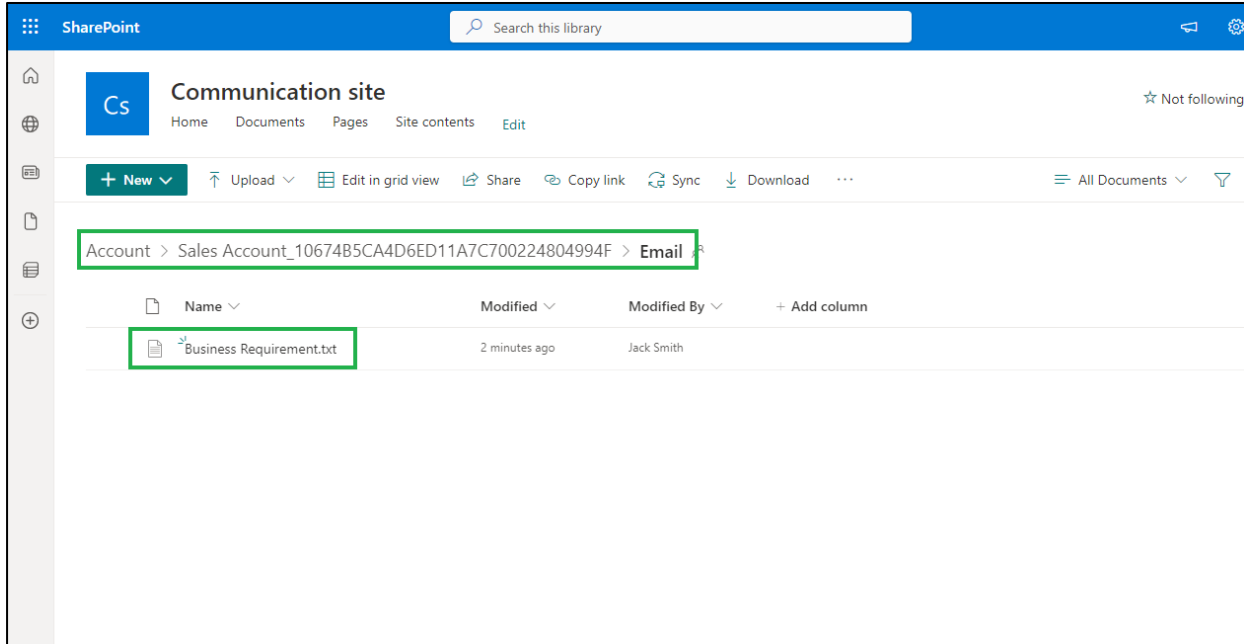 SharePoint Search this library
Communication site
Cs
Not following
Home Documents Pages Site contents Edit
+ New Upload Edit in grid view Share Copy link Sync Download ... All Documents
Account > Sales Account_10674B5CA4D6ED11A7C700224804994F > Email
Name Modified Modified By + Add column
Business Requirement.txt 2 minutes ago Jack Smith